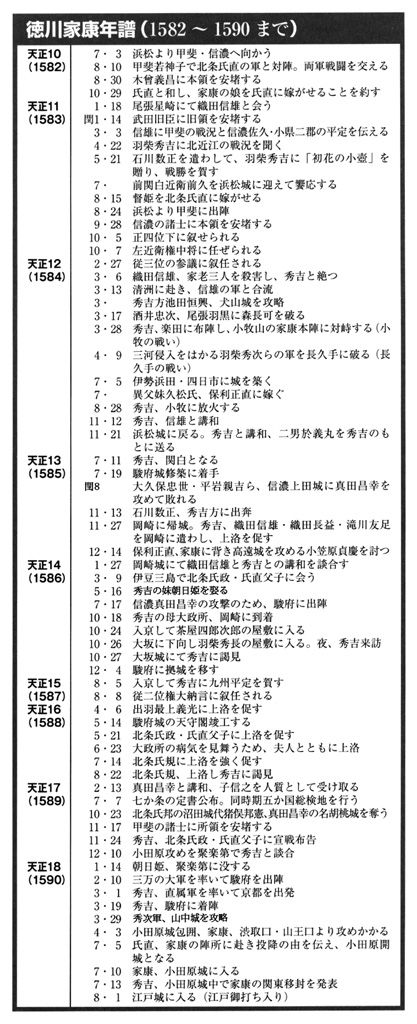 徳川家康年譜（1582～1590まで）
天正10 7・3 浜松より甲斐・信濃へ向かう
(1582) 8・10 甲斐若神子で北条氏直の軍と対陣。両軍戦闘を交える
8・30 木曾義昌に本領を安堵する
10・29 氏直と和し、家康の娘を氏直に嫁がせることを約す
天正11 1・18 尾張星崎にて織田信雄と会う
(1583) 閏1・14 武田旧臣に旧領を安堵する
3・3 信雄に甲斐の戦況と信濃佐久・小県二郡の平定を伝える
4・22 羽柴秀吉に北近江の戦況を聞く
5・21 石川数正を遣わして、羽柴秀吉に「初花の小壺」を
贈り、戦勝を賀す
7・ 前関白近衛前久を浜松城に迎えて饗応する
8・15 督姫を北条氏直に嫁がせる
8・24 浜松より甲斐に出陣
9・28 信濃の諸士に本領を安堵する
10・5 正四位下に叙せられる
10・7 左近衛権中将に任ぜられる
天正12 2・27 従三位の参議に叙任される
(1584) 3・6 織田信雄、家老三人を殺害し、秀吉と絶つ
3・13 清洲に赴き、信雄の軍と合流
3・ 秀吉方池田恒興、犬山城を攻略
3・17 酒井忠次、尾張羽黒に森長可を破る
3・28 秀吉、楽田に布陣し、小牧山の家康本陣に対峙する（小
牧の戦い）
4・9 三河侵入をはかる羽柴秀次らの軍を長久手に破る（長
久手の戦い）
7・5 伊勢浜田・四日市に城を築く
7・ 異父妹久松氏、保利正直に嫁ぐ
8・28 秀吉、小牧に放火する
11・12 秀吉、信雄と講和
11・21 浜松城に戻る。秀吉と講和、二男於義丸を秀吉のも
とに送る
天正13 7・11 秀吉、関白となる
(1585) 7・19 駿府城修築に着手
閏8 大久保忠世・平岩親吉ら、信濃上田城に真田昌幸を
攻めて敗れる
11・13 石川数正、秀吉方に出奔
11・27 岡崎に帰城。秀吉、織田信雄・織田長益・滝川友足
を岡崎に遣わし、上洛を促す
12・14 保利正直、家康に背き高遠城を攻める小笠原貞慶を討つ
天正14 1・27 岡崎城にて織田信雄と秀吉との講和を談合す
(1586) 3・9 伊豆三島で北条氏政・氏直父子に会う
5・16 秀吉の妹朝日姫を娶る
7・17 信濃真田昌幸の攻撃のため、駿府に出陣
10・18 秀吉の母大政所、岡崎に到着
10・24 入京して茶屋四郎次郎の屋敷に入る
10・26 大坂に下向し羽柴秀長の屋敷に入る。夜、秀吉来訪
10・27 大坂城にて秀吉に謁見
12・4 駿府に拠城を移す
天正15 8・5 入京して秀吉に九州平定を賀す
(1587) 8・8 従二位権大納言に叙任される
天正16 4・6 出羽最上義光に上洛を促す
(1588) 5・14 駿府城の天守閣竣工する
5・21 北条氏政・氏直父子に上洛を促す
6・23 大政所の病気を見舞うため、夫人とともに上洛
7・14 北条氏規に上洛を強く促す
8・22 北条氏規、上洛し秀吉に謁見
天正17 2・13 真田昌幸と講和、子信之を人質として受け取る
(1589) 7・7 七か条の定書公布。同時期五か国総検地を行う
10・23 北条氏邦の沼田城代猪俣邦憲、真田昌幸の名胡桃城を奪う
11・17 甲斐の諸士に所領を安堵する
11・24 秀吉、北条氏政・氏直父子に宣戦布告
12・10 小田原攻めを聚楽第で秀吉と談合
天正18 1・14 朝日姫、聚楽第に没する
(1590) 2・10 三万の大軍を率いて駿府を出陣
3・1 秀吉、直属軍を率いて京都を出発
3・19 秀吉、駿府に着陣
3・29 秀次軍、山中城を攻略
4・3 小田原城包囲、家康、渋取口・山王口より攻めかかる
7・5 氏直、家康の陣所に赴き投降の由を伝え、小田原開
城となる
7・10 家康、小田原城に入る
7・13 秀吉、小田原城中で家康の関東移封を発表
8・1 江戸城に入る（江戸御打ち入り）